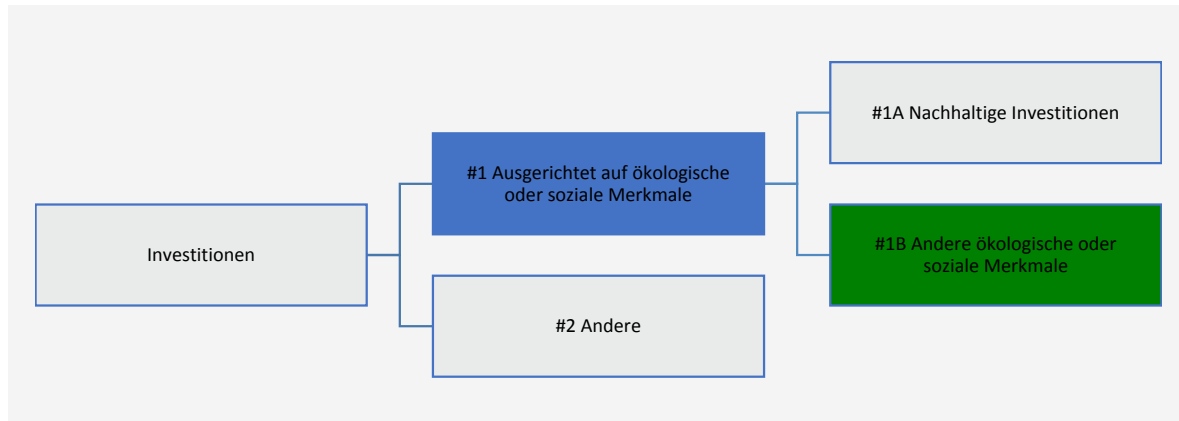 Investitionen
#1 Ausgerichtet auf ökologische
oder soziale Merkmale
#2 Andere
#1A Nachhaltige Investitionen
#1B Andere ökologische oder
soziale Merkmale